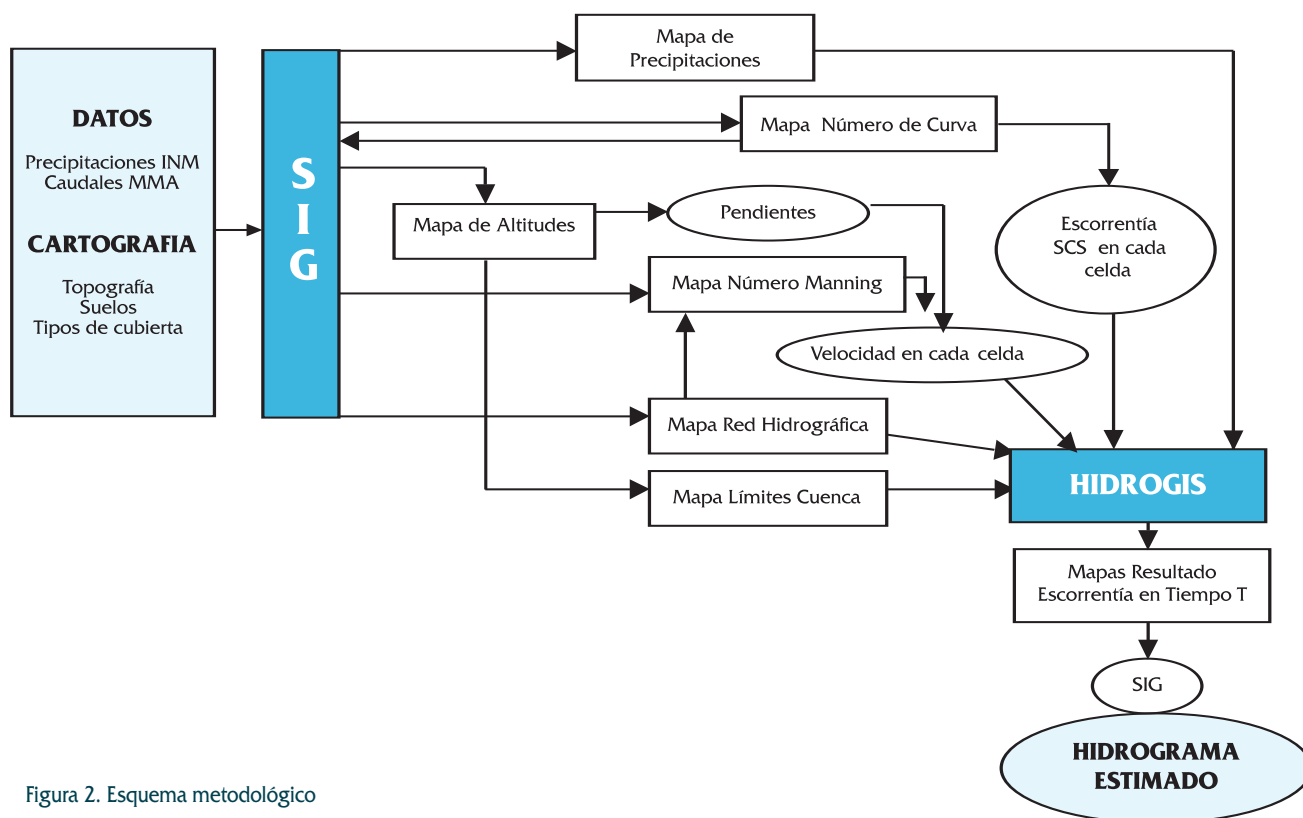 DATOS
Precipitaciones INM
Caudales MMA
CARTOGRAFIA
Topografía
Suelos
Tipos de cubierta
S
I
G
Mapa de
Precipitaciones
Mapa Número de Curva
Mapa de Altitudes
Pendientes
Escorrentía
SCS en cada
celda
Mapa Número Manning
Velocidad en cada celda
Mapa Red Hidrográfica
Mapa Límites Cuenca
HIDROGIS
Mapas Resultado
Escorrentía en Tiempo T
SIG
HIDROGRAMA
ESTIMADO
Figura 2. Esquema metodológico